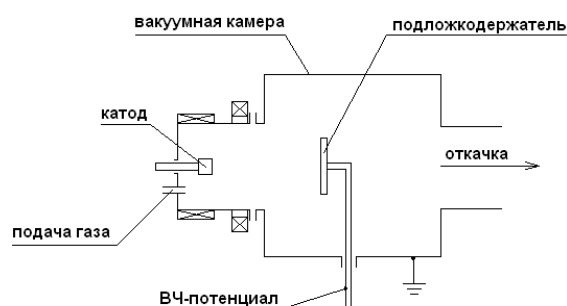 вакуумная камера
подложкодержатель
катод
откачка
подача газа
ВЧ-потенциал